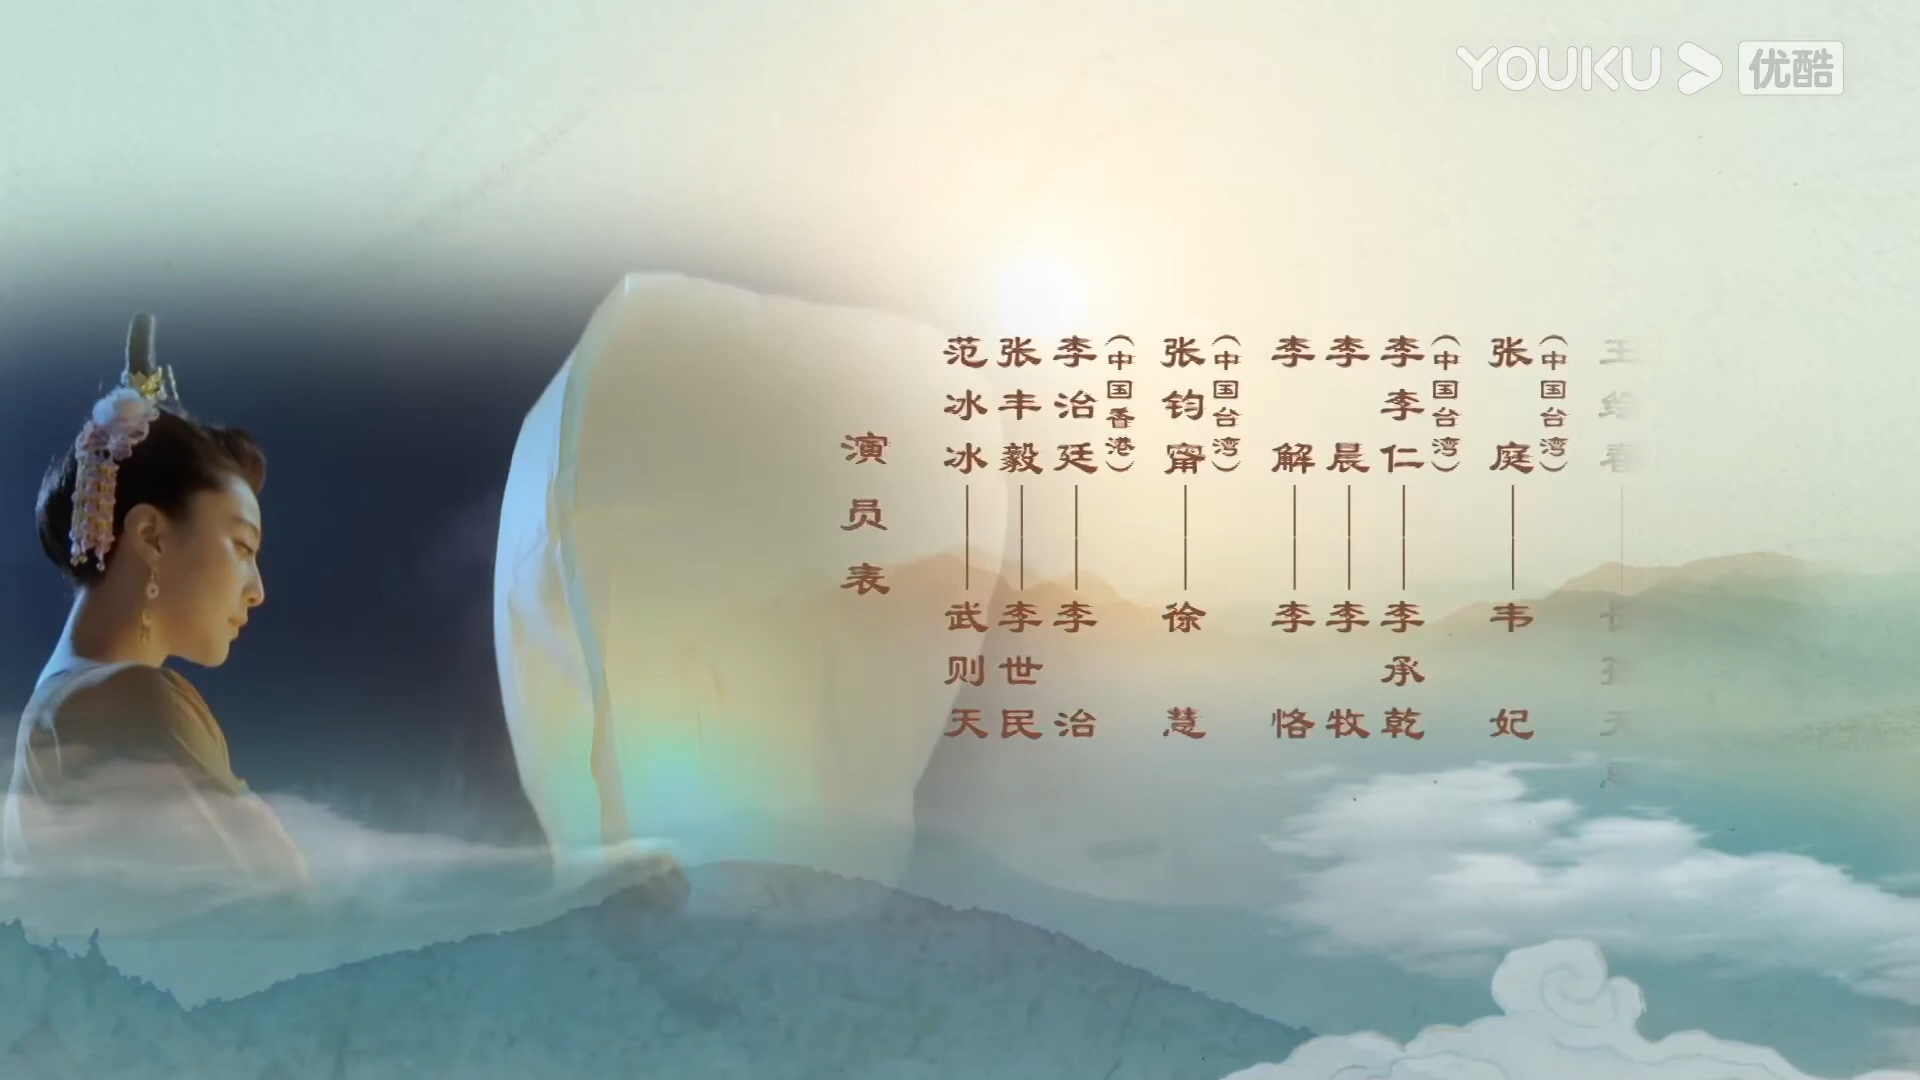 YOUKU 优酷
演员表
范冰冰——武则天
张丰毅——李世民
李治廷(中国香港)——李治
张钧甯(中国台湾)——徐慧
李解——李恪
李晨——李牧
李李仁(中国台湾)——李承乾
张庭(中国台湾)——韦妃
王绘春